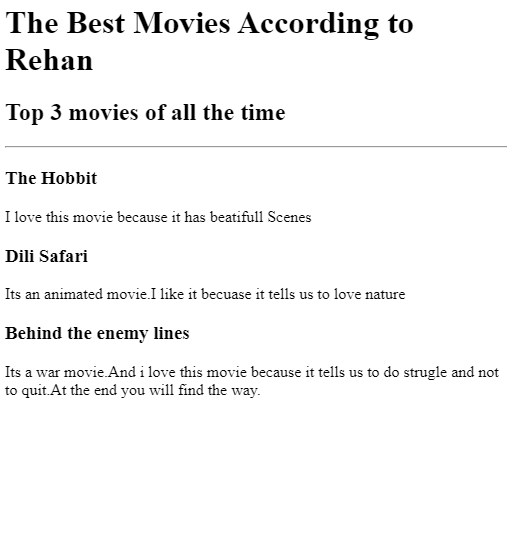 The Best Movies According to
Rehan
Top 3 movies of all the time
The Hobbit
I love this movie because it has beatifull Scenes
Dili Safari
Its an animated movie.I like it becuase it tells us to love nature
Behind the enemy lines
Its a war movie.And i love this movie because it tells us to do strugle and not
to quit.At the end you will find the way.